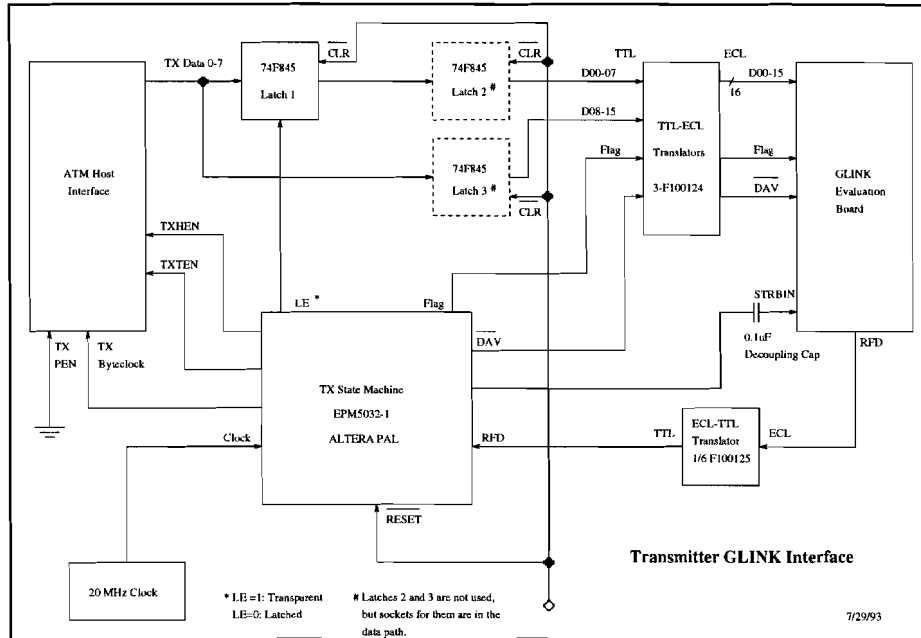 TX Data 0-7
CLR
74F845
Latch 1
CLR
74F845
Latch 2 #
TTL
ECL
D00-07
D00-15
16
D08-15
TTL-ECL
Translators
3-F100124
Flag
Flag
DAV
GLINK
Evaluation
Board
ATM Host
Interface
74F845
Latch 3 #
CLR
TXHEN
TXTEN
LE *
Flag
STRBIN
0.1uF
Decoupling Cap
RFD
TX
PEN
TX
Byteclock
DAV
TX State Machine
EPM5032-1
ALTERA PAL
Clock
RFD
TTL
ECL-TTL
Translator
1/6 F100125
ECL
RESET
Transmitter GLINK Interface
20 MHz Clock
* LE =1: Transparent
LE=0: Latched
# Latches 2 and 3 are not used,
but sockets for them are in the
data path.
7/29/93